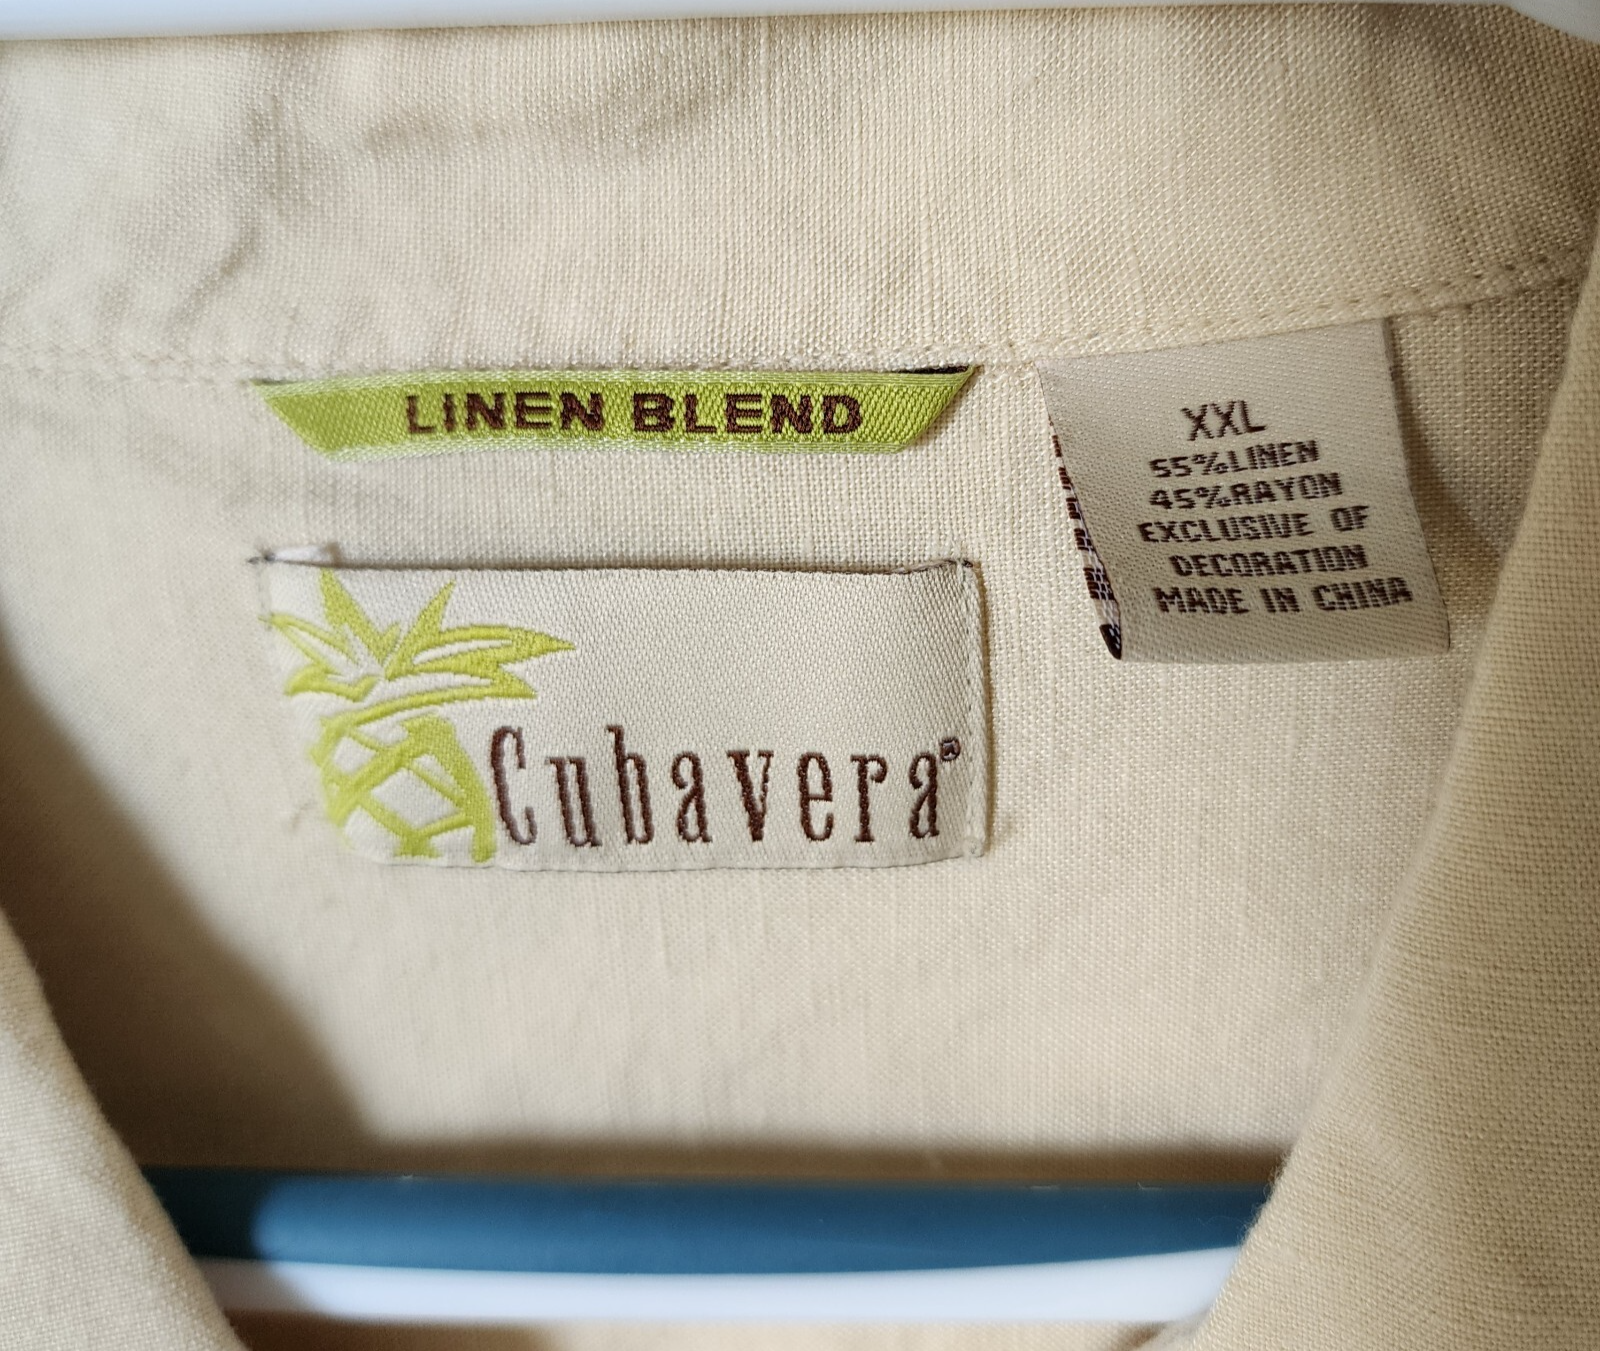 LINEN BLEND
XXL
55%LINEN
45%RAYON
EXCLUSIVE OF
DECORATION
MADE IN CHINA
Cubavera®